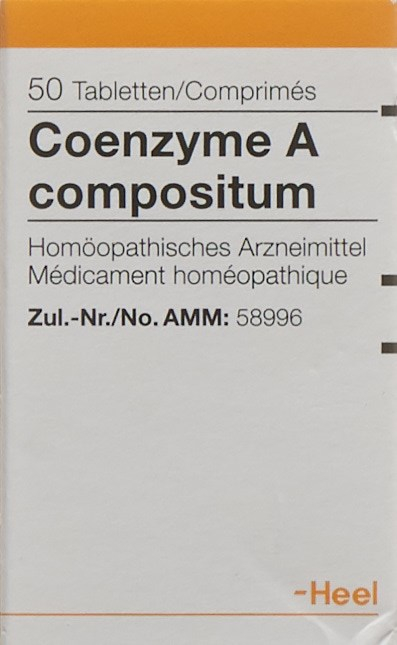 50 Tabletten/Comprimés
Coenzyme A
compositum
Homöopathisches Arzneimittel
Médicament homéopathique
Zul.-Nr./No. AMM: 58996
-Heel